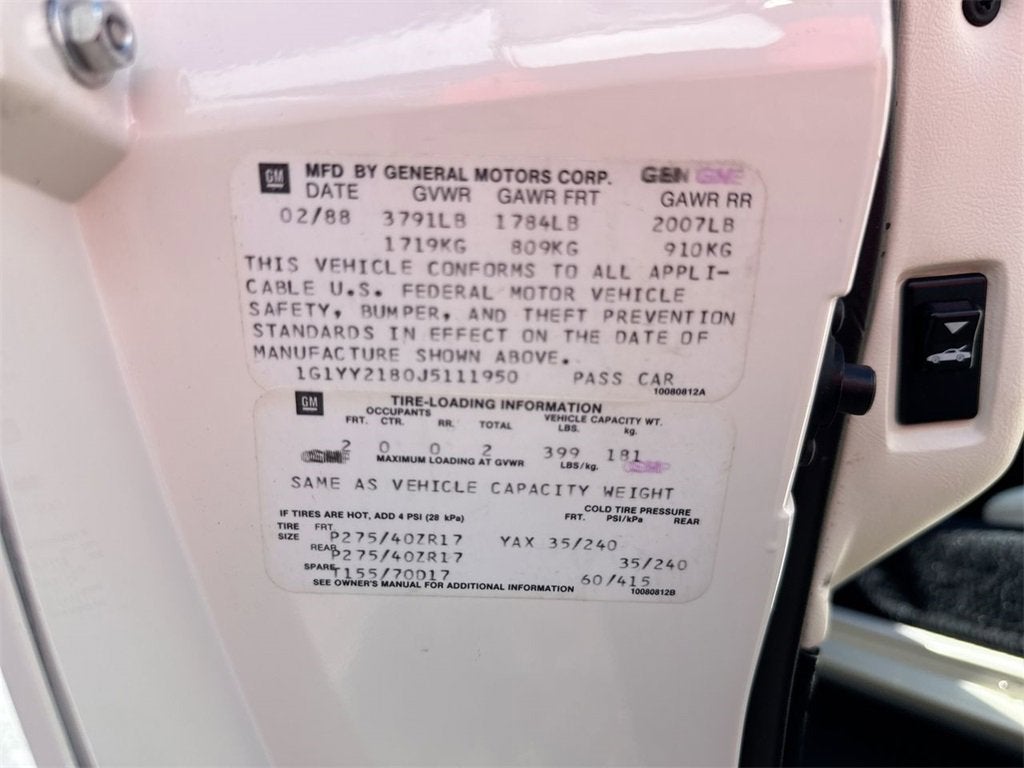 GM MFD BY GENERAL MOTORS CORP. GEN
DATE GVWR GAWR FRT GAWR RR
02/88 3791LB 1784LB 2007LB
1719KG 809KG 910KG
THIS VEHICLE CONFORMS TO ALL APPLI-
CABLE U.S. FEDERAL MOTOR VEHICLE
SAFETY, BUMPER, AND THEFT PREVENTION
STANDARDS IN EFFECT ON THE DATE OF
MANUFACTURE SHOWN ABOVE.
1G1YY2180J5111950 PASS CAR
10080812A
GM TIRE-LOADING INFORMATION
OCCUPANTS VEHICLE CAPACITY WT.
FRT. CTR. RR. TOTAL LBS. kg.
2 0 0 2 399 181
MAXIMUM LOADING AT GVWR LBS/kg.
SAME AS VEHICLE CAPACITY WEIGHT
IF TIRES ARE HOT, ADD 4 PSI (28 kPa) COLD TIRE PRESSURE
TIRE SIZE FRT. PSI/kPa REAR
FRT P275/40ZR17 YAX 35/240
REAR P275/40ZR17 35/240
SPARE T155/70D17 60/415
SEE OWNER'S MANUAL FOR ADDITIONAL INFORMATION 10080812B